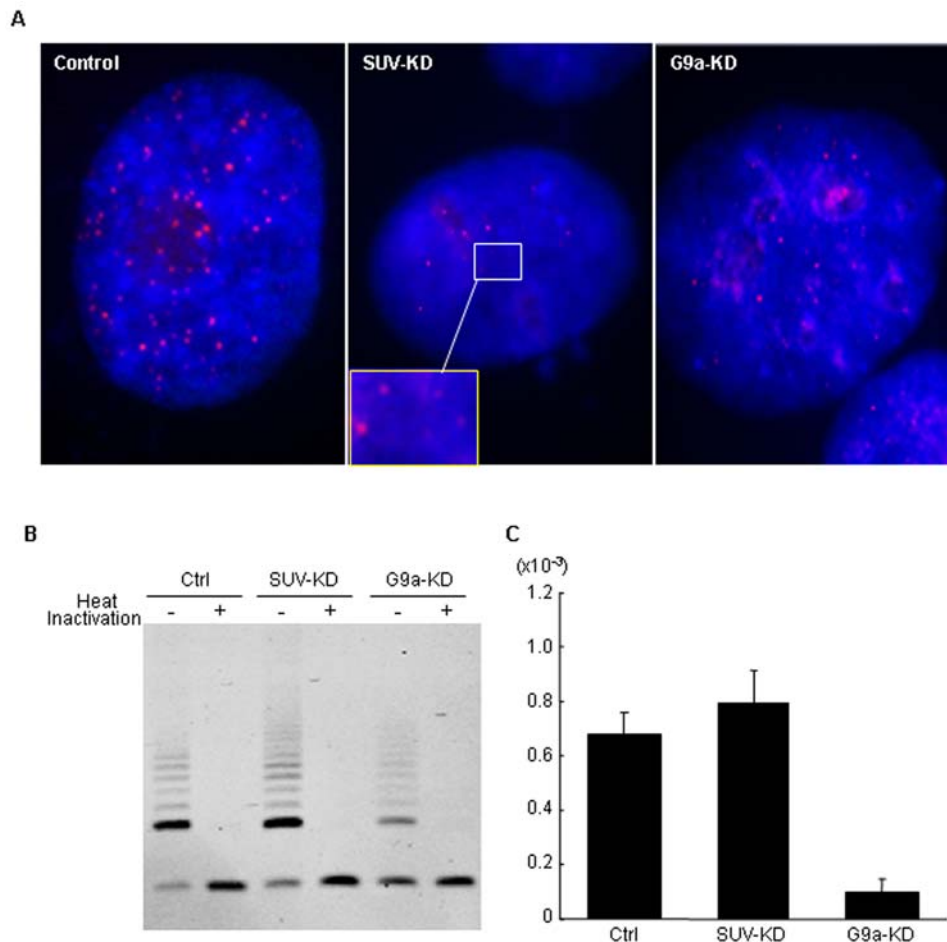 A
Control SUV-KD G9a-KD
B
Ctrl SUV-KD G9a-KD
Heat
Inactivation - + - + - +
C
(x10-3)
1.2
1.0
0.8
0.6
0.4
0.2
0
Ctrl SUV-KD G9a-KD